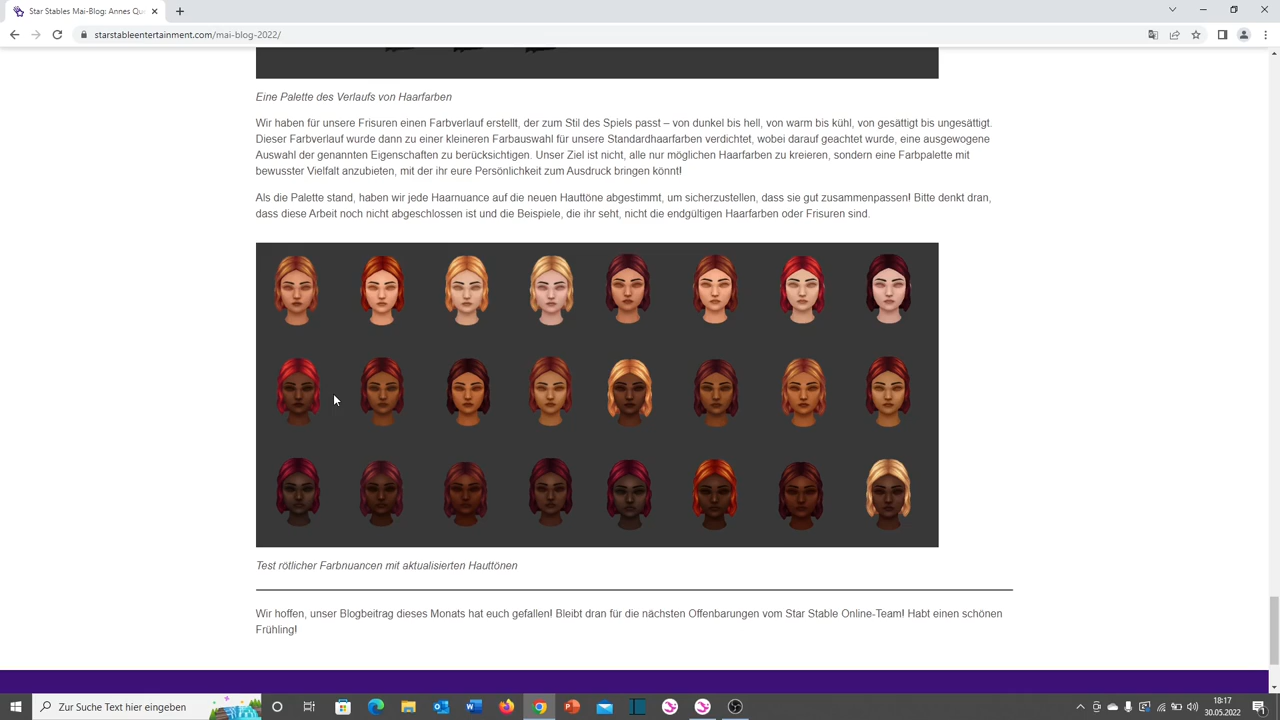 Star Stables Mai-Blog: Annes Qu
starstableentertainment.com/mai-blog-2022/
Eine Palette des Verlaufs von Haarfarben
Wir haben für unsere Frisuren einen Farbverlauf erstellt, der zum Stil des Spiels passt – von dunkel bis hell, von warm bis kühl, von gesättigt bis ungesättigt.
Dieser Farbverlauf wurde dann zu einer kleineren Farbauswahl für unsere Standardhaarfarben verdichtet, wobei darauf geachtet wurde, eine ausgewogene
Auswahl der genannten Eigenschaften zu berücksichtigen. Unser Ziel ist nicht, alle nur möglichen Haarfarben zu kreieren, sondern eine Farbpalette mit
bewusster Vielfalt anzubieten, mit der ihr eure Persönlichkeit zum Ausdruck bringen könnt!
Als die Palette stand, haben wir jede Haarnuance auf die neuen Hauttöne abgestimmt, um sicherzustellen, dass sie gut zusammenpassen! Bitte denkt dran,
dass diese Arbeit noch nicht abgeschlossen ist und die Beispiele, die ihr seht, nicht die endgültigen Haarfarben oder Frisuren sind.
Test rötlicher Farbnuancen mit aktualisierten Hauttönen
Wir hoffen, unser Blogbeitrag dieses Monats hat euch gefallen! Bleibt dran für die nächsten Offenbarungen vom Star Stable Online-Team! Habt einen schönen
Frühling!
Zur Suche Text hier eingeben
18:17
30.05.2022